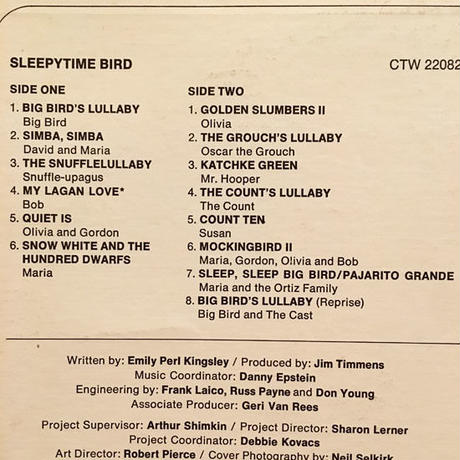 SLEEPYTIME BIRD CTW 22082
SIDE ONE
1. BIG BIRD'S LULLABY
Big Bird
2. SIMBA, SIMBA
David and Maria
3. THE SNUFFLELULLABY
Snuffle-upagus
4. MY LAGAN LOVE*
Bob
5. QUIET IS
Olivia and Gordon
6. SNOW WHITE AND THE
HUNDRED DWARFS
Maria
SIDE TWO
1. GOLDEN SLUMBERS II
Olivia
2. THE GROUCH'S LULLABY
Oscar the Grouch
3. KATCHKE GREEN
Mr. Hooper
4. THE COUNT'S LULLABY
The Count
5. COUNT TEN
Susan
6. MOCKINGBIRD II
Maria, Gordon, Olivia and Bob
7. SLEEP, SLEEP BIG BIRD/PAJARITO GRANDE
Maria and the Ortiz Family
8. BIG BIRD'S LULLABY (Reprise)
Big Bird and The Cast
Written by: Emily Perl Kingsley / Produced by: Jim Timmens
Music Coordinator: Danny Epstein
Engineering by: Frank Laico, Russ Payne and Don Young
Associate Producer: Geri Van Rees
Project Supervisor: Arthur Shimkin / Project Director: Sharon Lerner
Project Coordinator: Debbie Kovacs
Art Director: Robert Pierce / Cover Photography by: Neil Selkirk